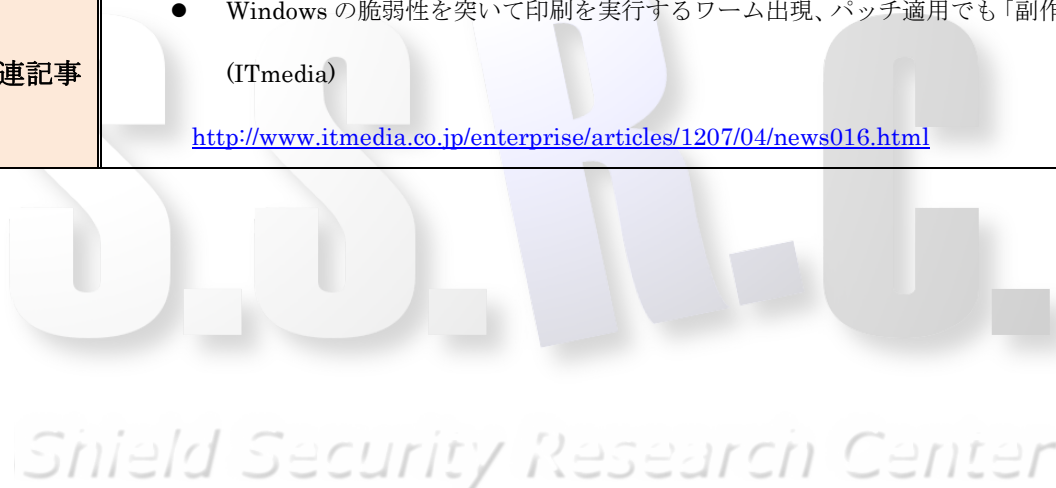 ● Windows の脆弱性を突いて印刷を実行するワーム出現、パッチ適用でも「副作
連記事
(ITmedia)
http://www.itmedia.co.jp/enterprise/articles/1207/04/news016.html
S.S.R.C.
Shield Security Research Center